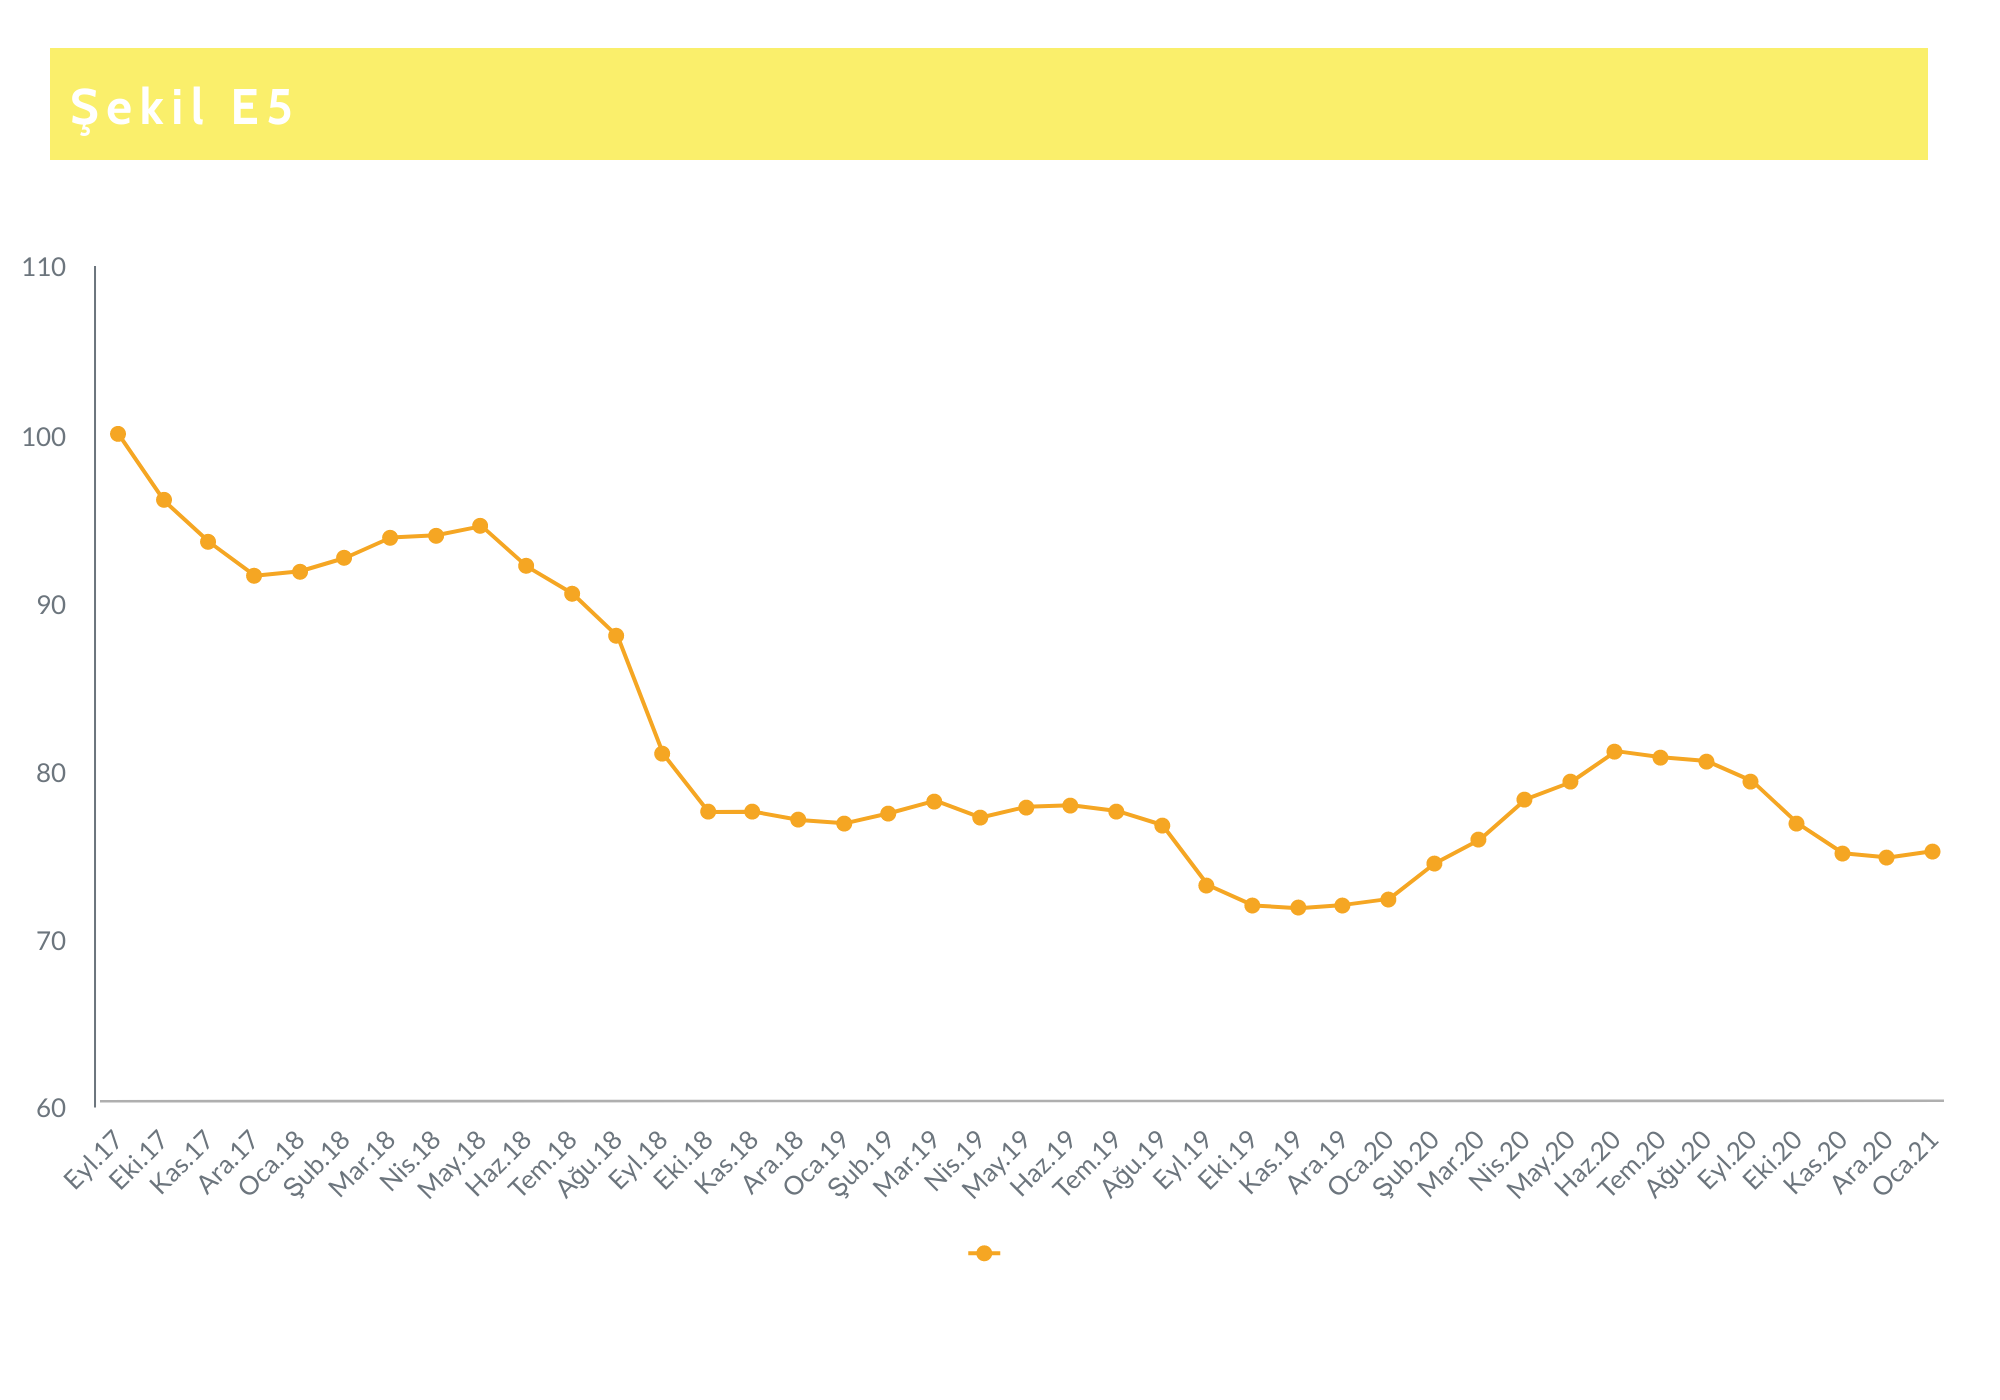 Şekil E5
110
100
90
80
70
60
Eyl.17
Eki.17
Kas.17
Ara.17
Oca.18
Şub.18
Mar.18
Nis.18
May.18
Haz.18
Tem.18
Ağu.18
Eyl.18
Eki.18
Kas.18
Ara.18
Oca.19
Şub.19
Mar.19
Nis.19
May.19
Haz.19
Tem.19
Ağu.19
Eyl.19
Eki.19
Kas.19
Ara.19
Oca.20
Şub.20
Mar.20
Nis.20
May.20
Haz.20
Tem.20
Ağu.20
Eyl.20
Eki.20
Kas.20
Ara.20
Oca.21